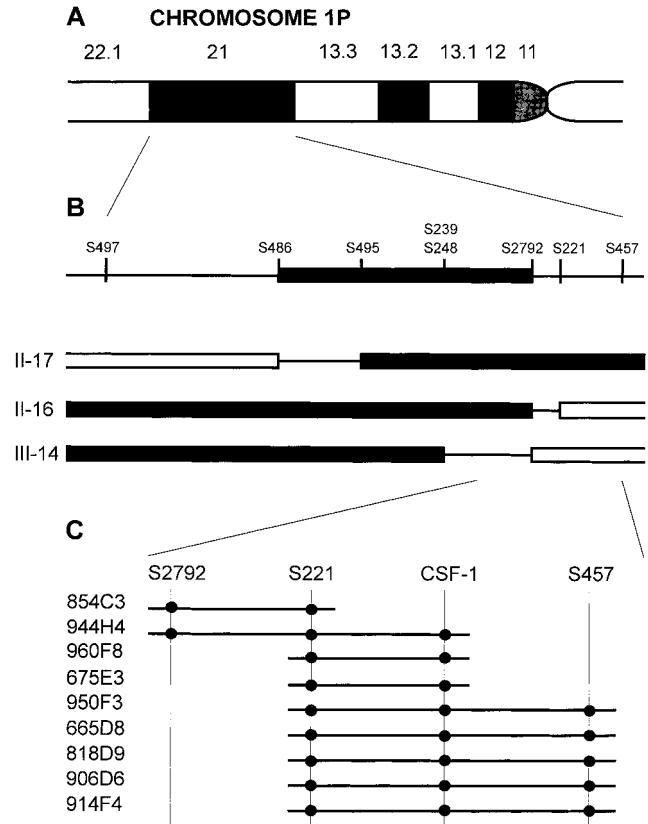 A CHROMOSOME 1P
22.1 21 13.3 13.2 13.1 12 11
B
S239
S497 S486 S495 S248 S2792 S221 S457
II-17
II-16
III-14
C
S2792 S221 CSF-1 S457
854C3
944H4
960F8
675E3
950F3
665D8
818D9
906D6
914F4